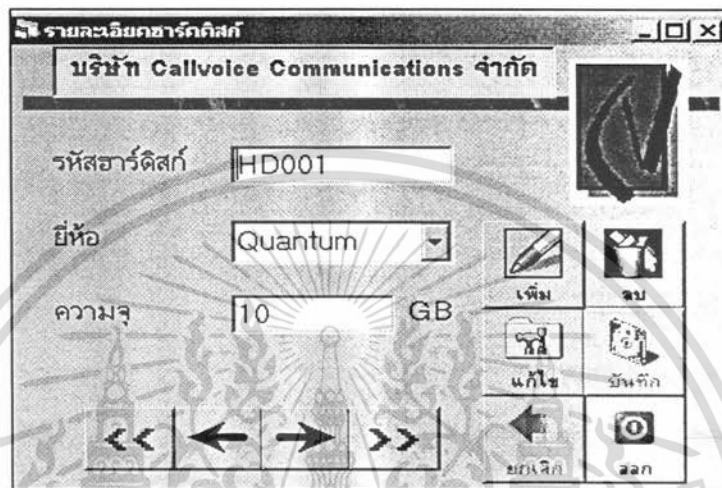 รายละเอียดฮาร์ดดิสก์
บริษัท Callvoice Communications จำกัด
รหัสฮาร์ดิสก์ HD001
ยี่ห้อ Quantum
ความจุ 10 GB
เพิ่ม ลบ
แก้ไข บันทึก
ยกเลิก ออก
<< >>